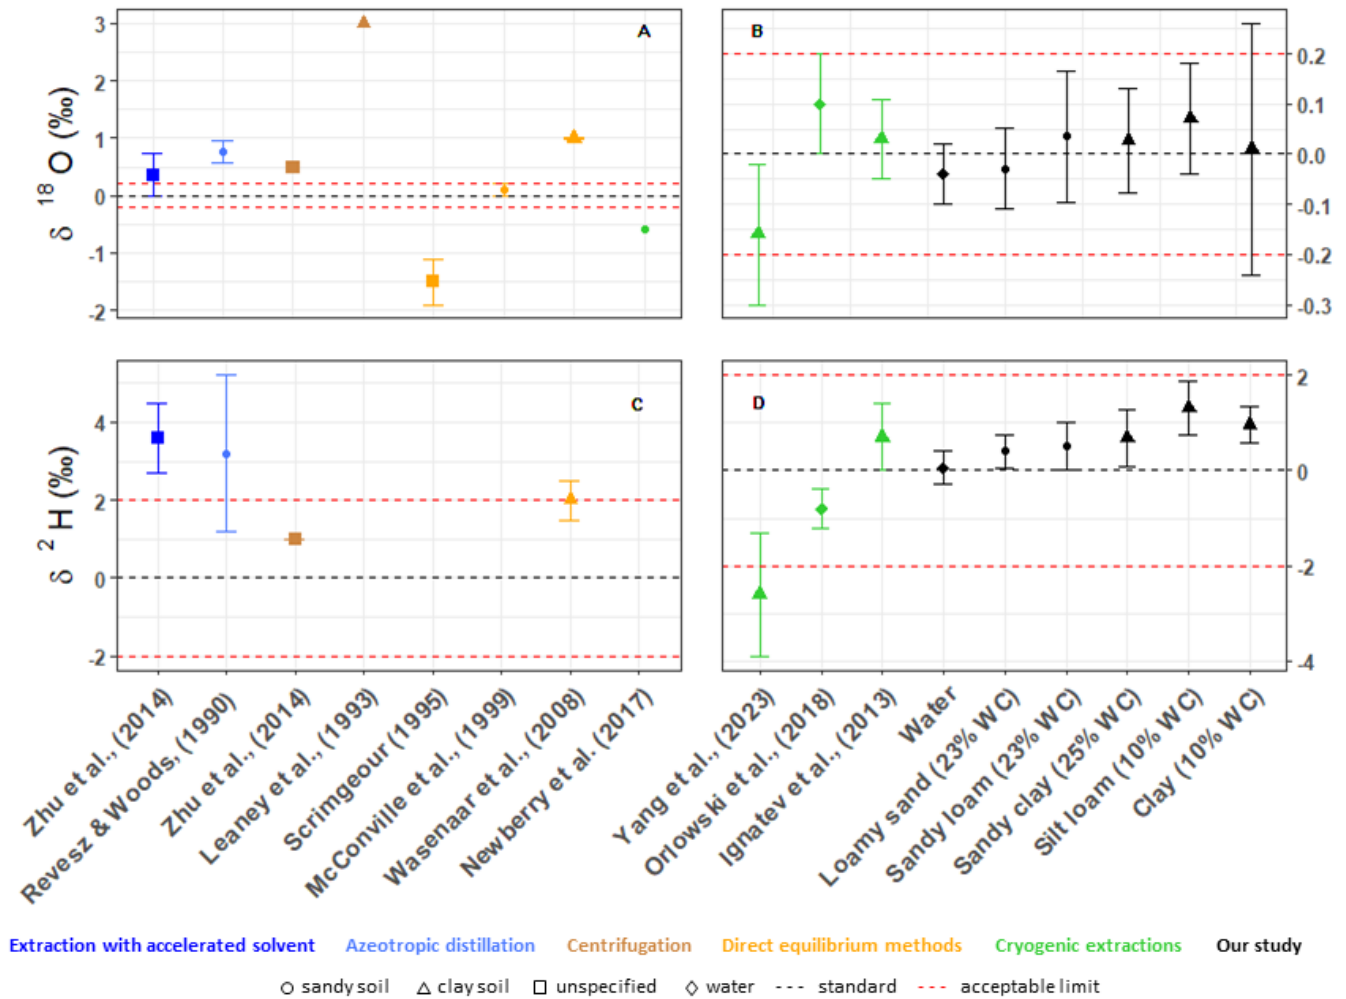 A
3
2
1
0
-1
-2
δ 18 O (‰)
B
0.2
0.1
0.0
-0.1
-0.2
-0.3
C
4
2
0
-2
δ 2 H (‰)
D
2
0
-2
-4
Zhu et al., (2014)
Revesz & Woods, (1990)
Zhu et al., (2014)
Leaney et al., (1993)
Scrimgeour (1995)
McConville et al., (1999)
Wasenaar et al., (2008)
Newberry et al. (2017)
Yang et al., (2023)
Orlowski et al., (2018)
Ignatev et al., (2013)
Water
Loamy sand (23% WC)
Sandy loam (23% WC)
Sandy clay (25% WC)
Silt loam (10% WC)
Clay (10% WC)
Extraction with accelerated solvent Azeotropic distillation Centrifugation Direct equilibrium methods Cryogenic extractions Our study
sandy soil clay soil unspecified water standard acceptable limit